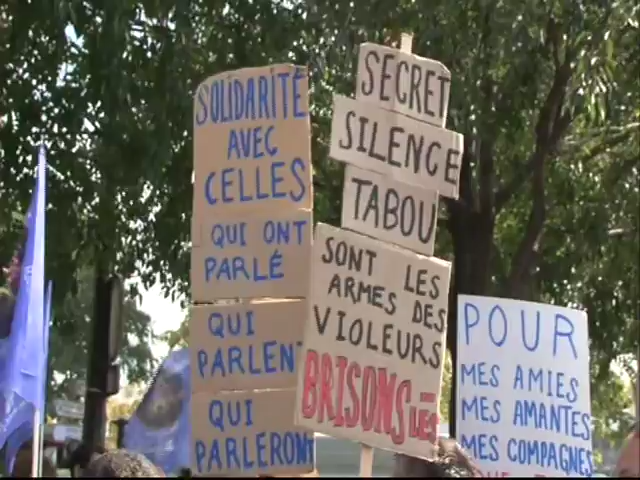 SOLIDARITÉ
AVEC
CELLES
QUI ONT
PARLÉ
QUI
PARLENT
QUI
PARLERONT
SECRET
SILENCE
TABOU
SONT LES
ARMES DES
VIOLEURS
BRISONS LES
POUR
MES AMIES
MES AMANTES
MES COMPAGNES